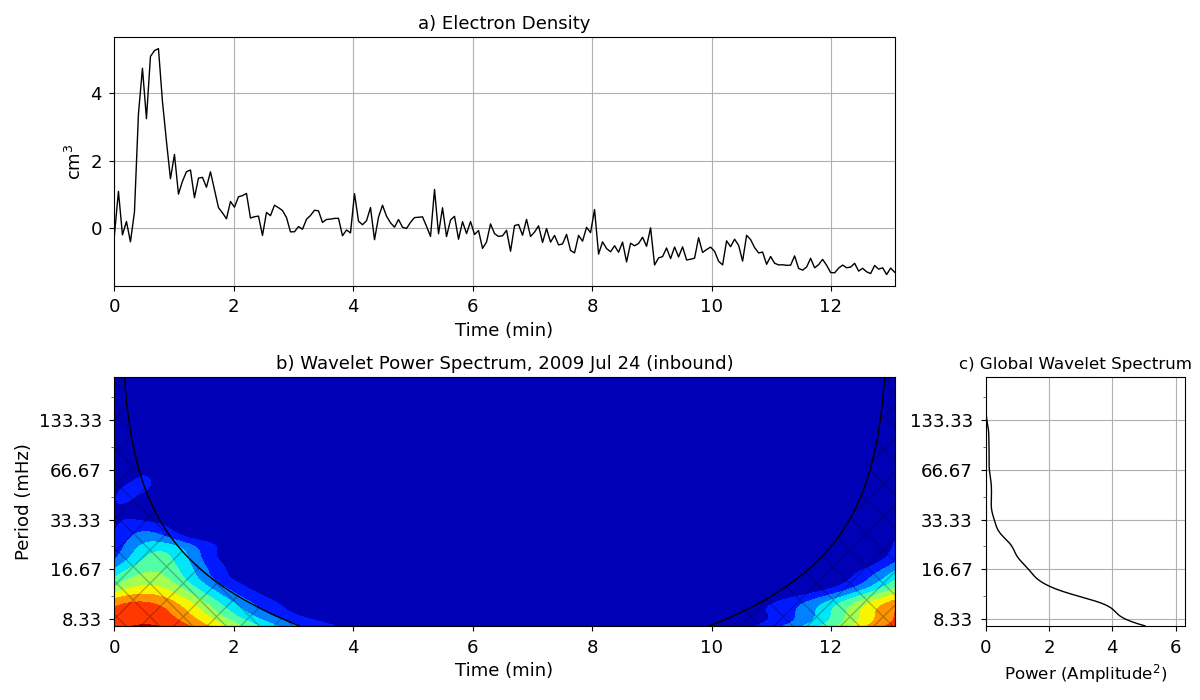 a) Electron Density
cm³
4
2
0
0 2 4 6 8 10 12
Time (min)
b) Wavelet Power Spectrum, 2009 Jul 24 (inbound)
Period (mHz)
133.33
66.67
33.33
16.67
8.33
0 2 4 6 8 10 12
Time (min)
c) Global Wavelet Spectrum
133.33
66.67
33.33
16.67
8.33
0 2 4 6
Power (Amplitude²)